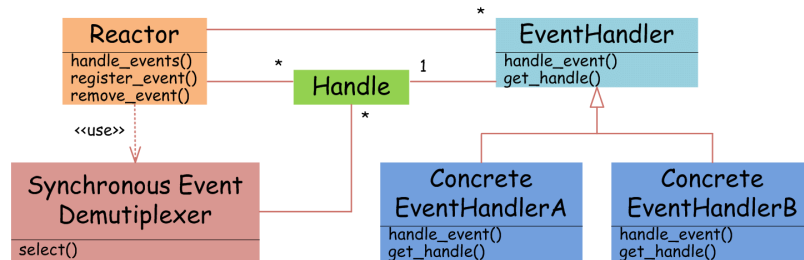 Reactor
handle_events()
register_event()
remove_event()
*
EventHandler
handle_event()
get_handle()
*
Handle
1
*
<<use>>
Synchronous Event
Demutiplexer
select()
Concrete
EventHandlerA
handle_event()
get_handle()
Concrete
EventHandlerB
handle_event()
get_handle()